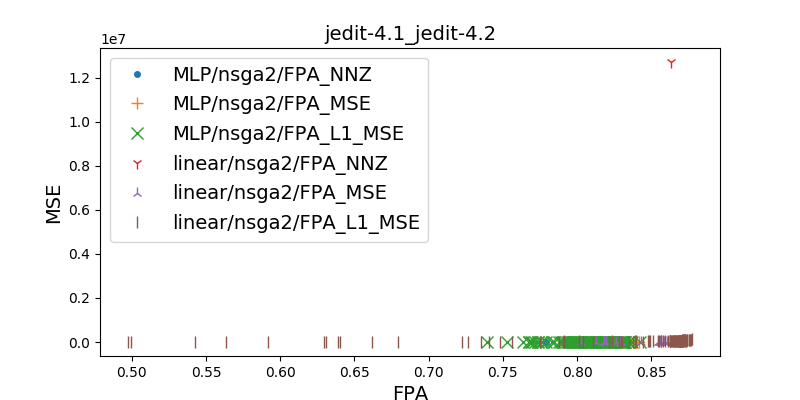 jedit-4.1_jedit-4.2
1e7
MLP/nsga2/FPA_NNZ
MLP/nsga2/FPA_MSE
MLP/nsga2/FPA_L1_MSE
linear/nsga2/FPA_NNZ
linear/nsga2/FPA_MSE
linear/nsga2/FPA_L1_MSE
MSE
1.2
1.0
0.8
0.6
0.4
0.2
0.0
0.50 0.55 0.60 0.65 0.70 0.75 0.80 0.85
FPA